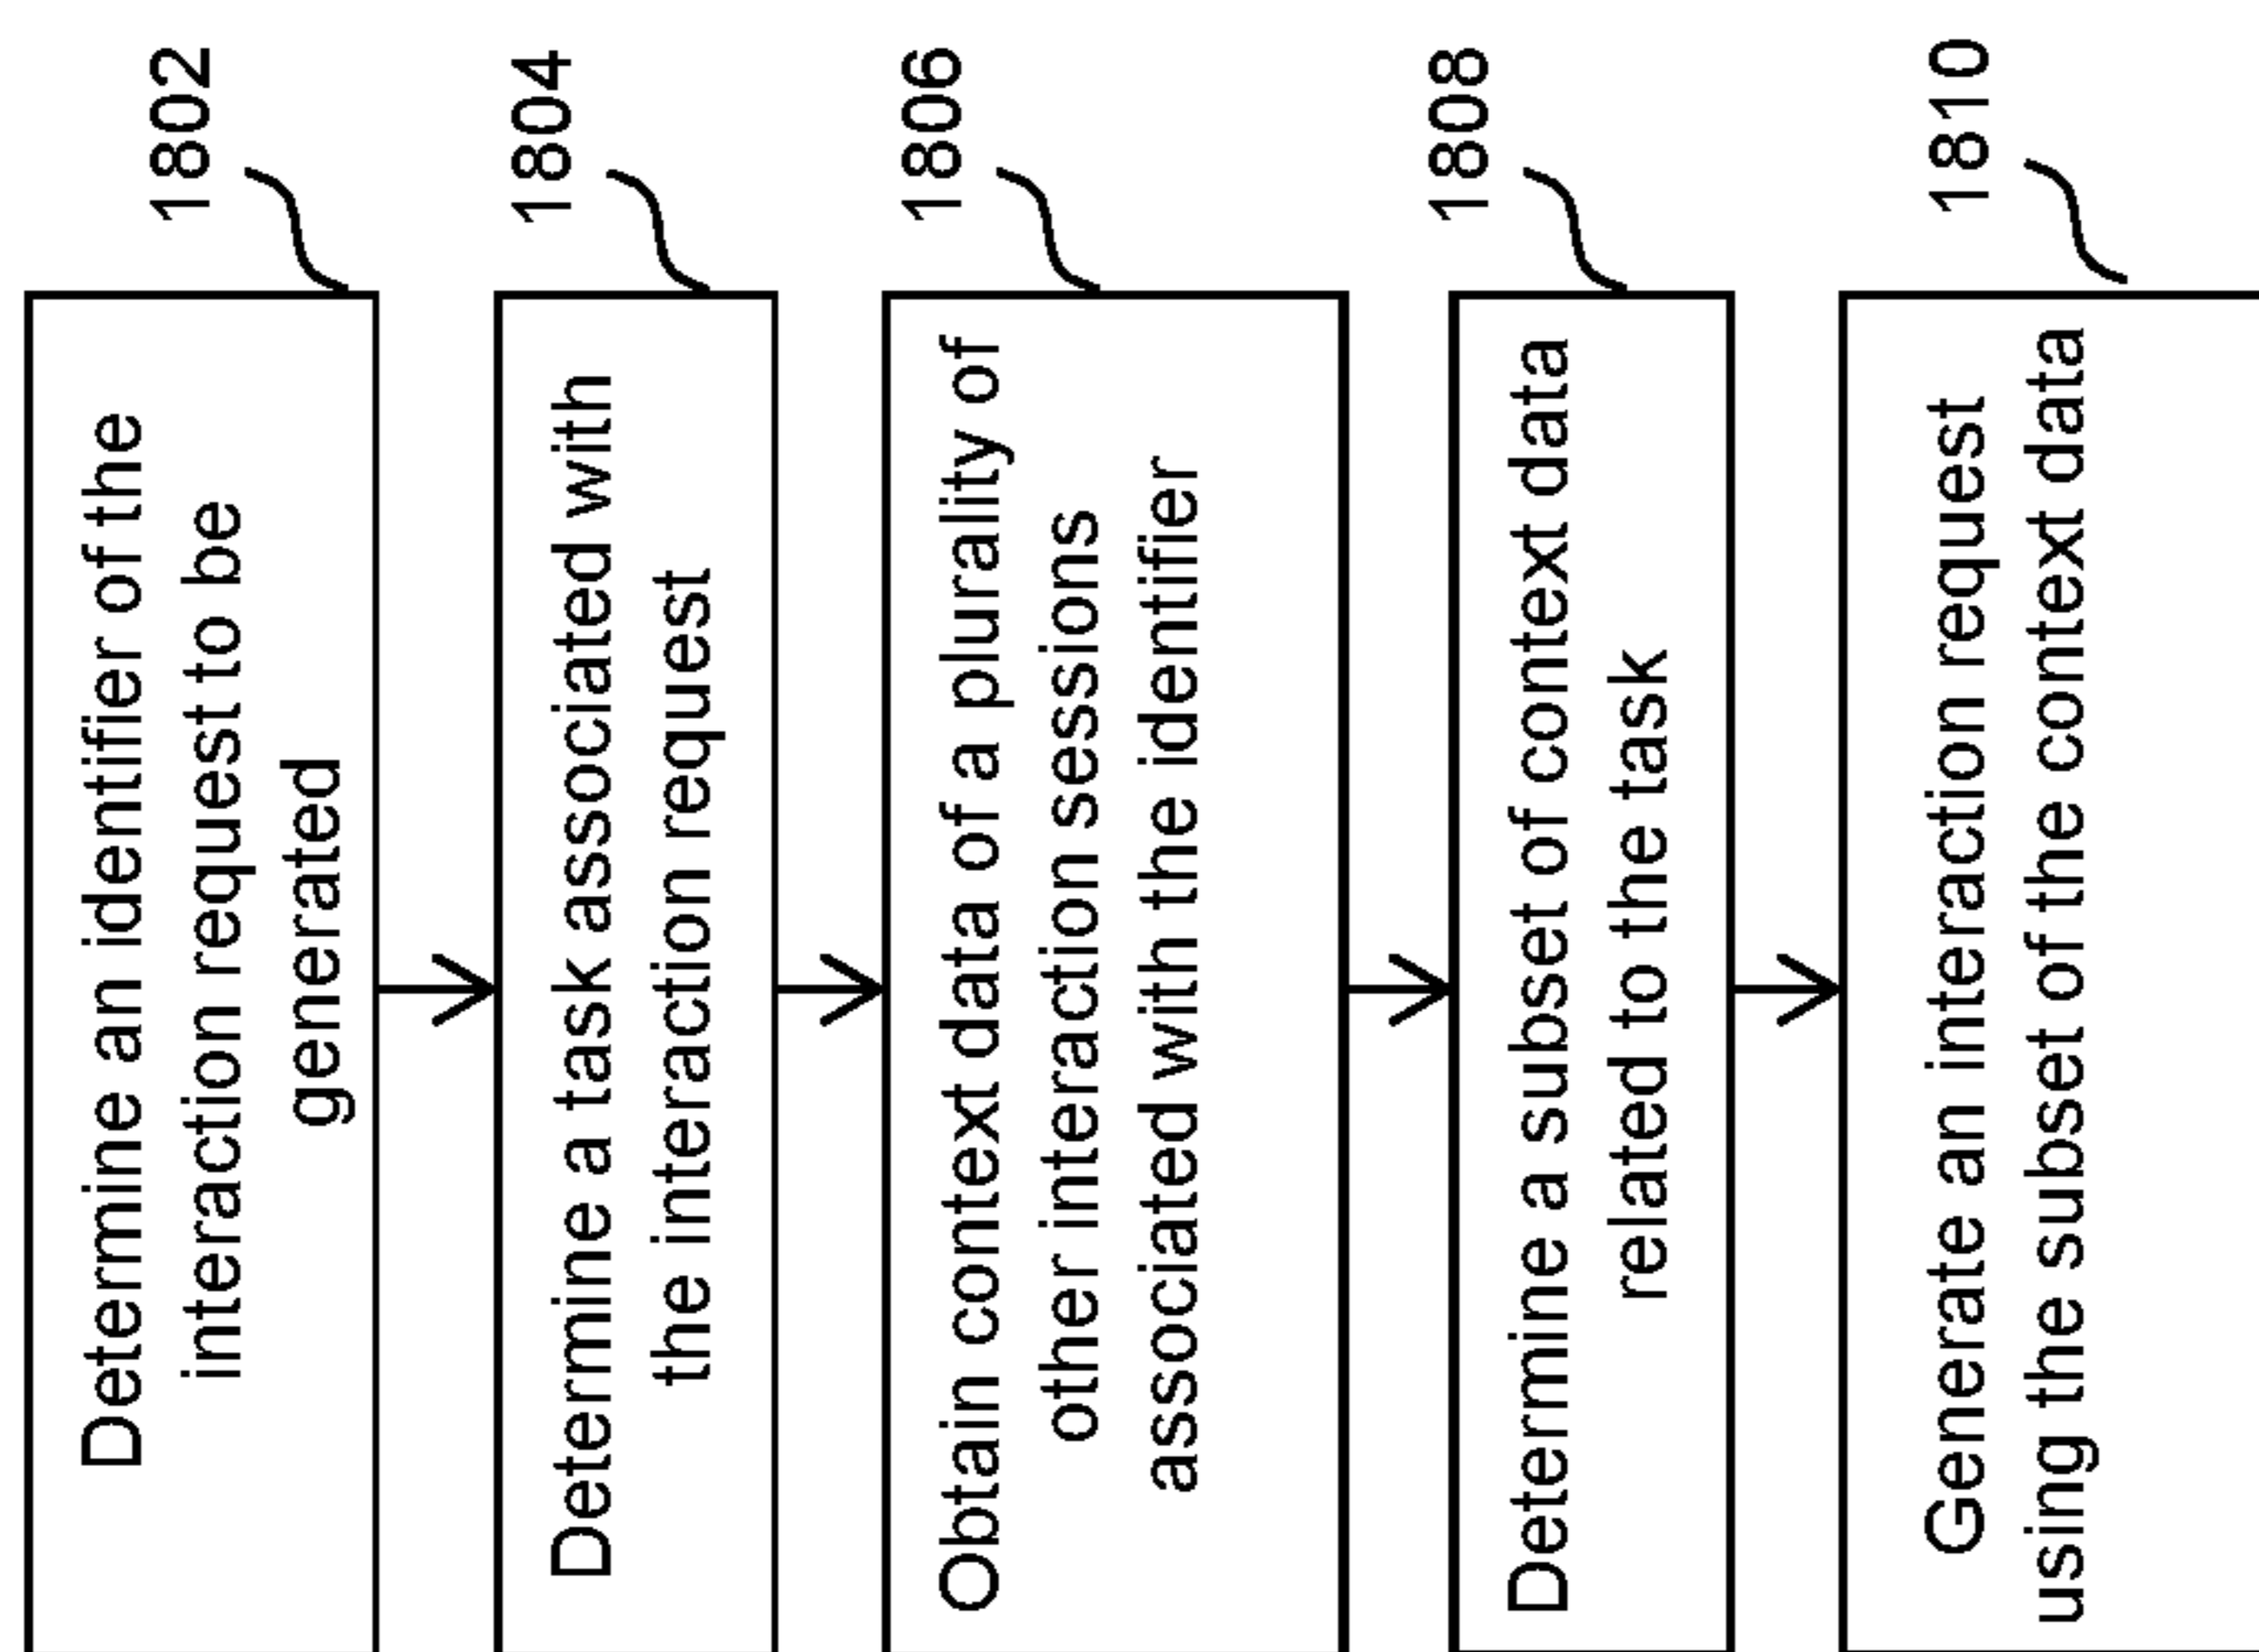 1802
Determine an identifier of the
interaction request to be
generated
1804
Determine a task associated with
the interaction request
1806
Obtain context data of a plurality of
other interaction sessions
associated with the identifier
1808
Determine a subset of context data
related to the task
1810
Generate an interaction request
using the subset of the context data